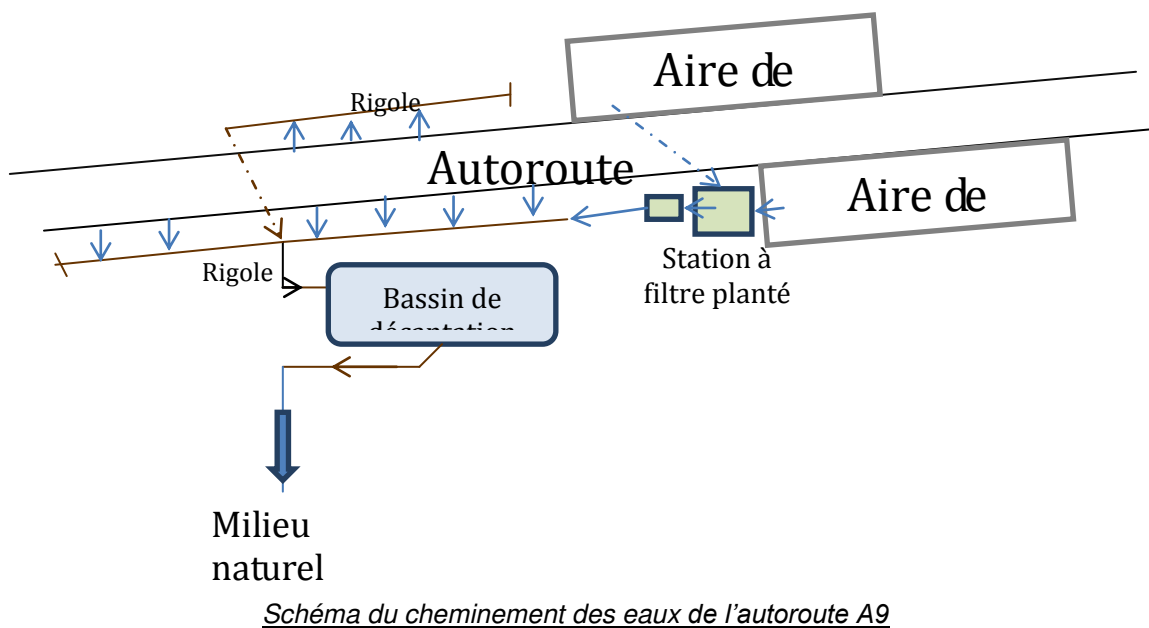 Aire de
Rigole
Autoroute
Aire de
Station à
filtre planté
Rigole
Bassin de
décantation
Milieu
naturel
Schéma du cheminement des eaux de l'autoroute A9